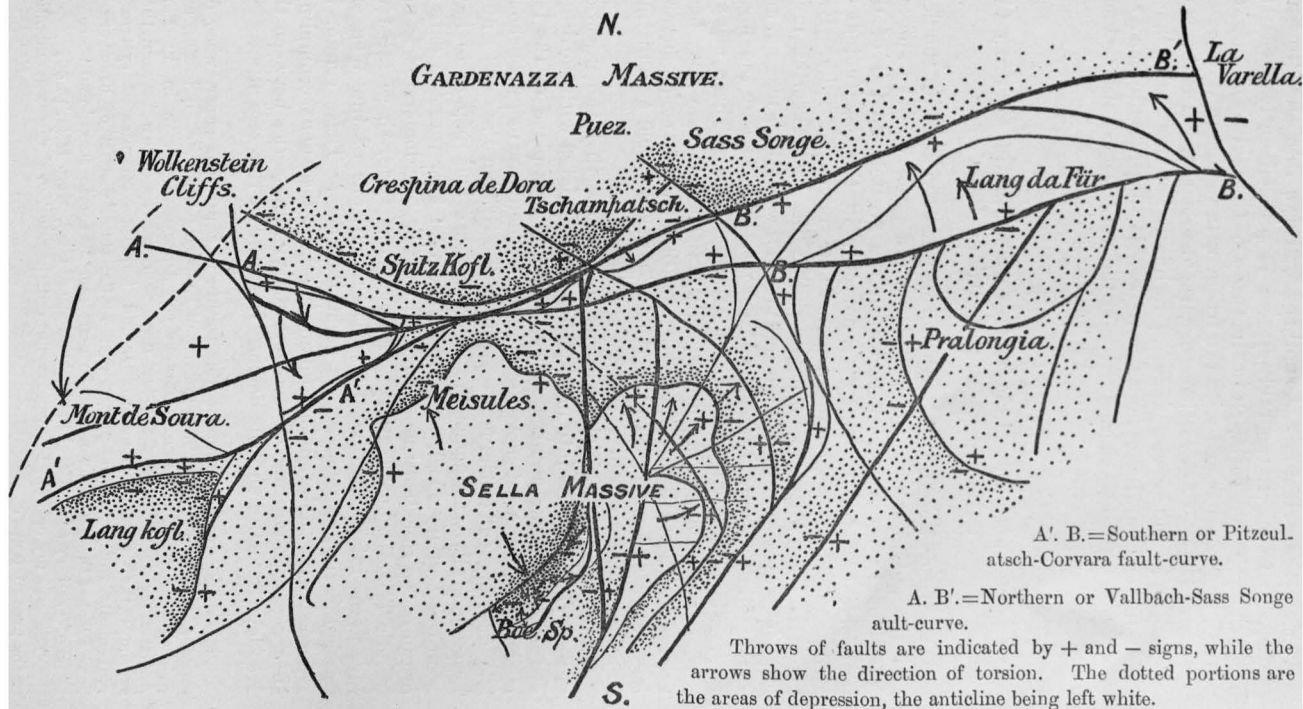 N.
GARDENAZZA MASSIVE.
Puez.
Sass Songe.
B'
La
Varella.
+ -
Wolkenstein
Cliffs.
Crespina de Dora
Tschampatsch.
B'
Lang da Für
B.
A.
A.
Spitz Kofl.
B.
Pralongia.
+
Mont de Soura.
A'
Meisules.
A'
SELLA MASSIVE
Lang kofl.
Boè Sp.
S.
A'. B.=Southern or Pitzcul-
atsch-Corvara fault-curve.
A. B'.=Northern or Vallbach-Sass Songe
ault-curve.
Throws of faults are indicated by + and – signs, while the
arrows show the direction of torsion. The dotted portions are
the areas of depression, the anticline being left white.